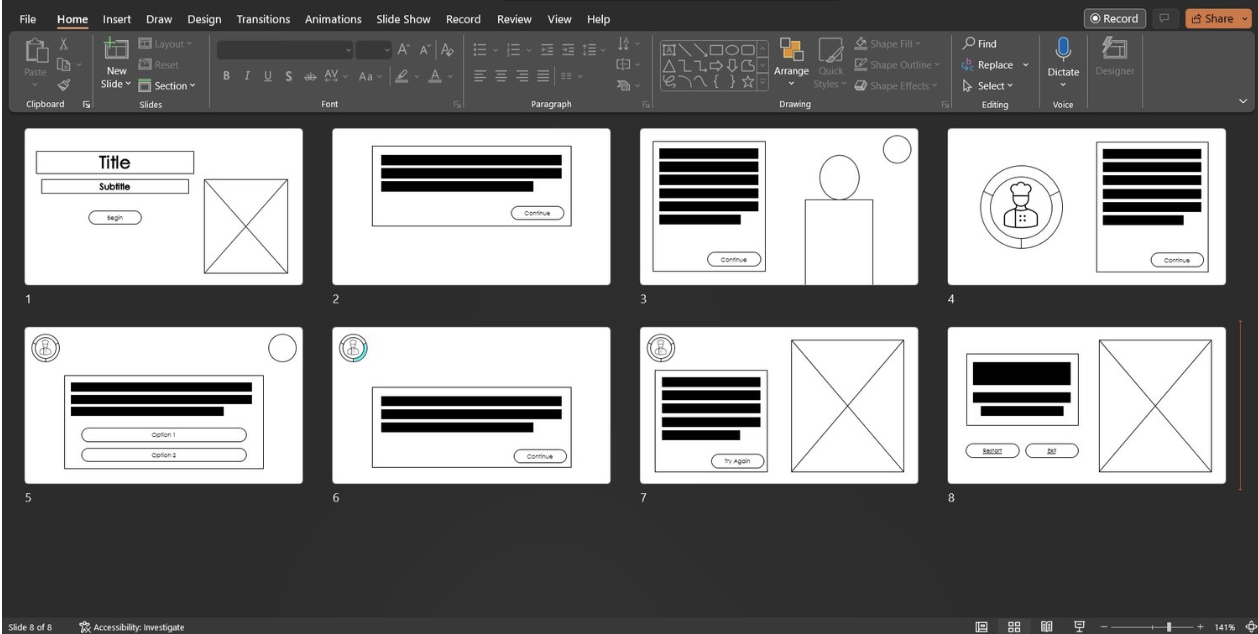 File Home Insert Draw Design Transitions Animations Slide Show Record Review View Help Record Share
Layout Reset Section
Paste New Slide
A A A
B I U S ab AV Aa A
Shape Fill Shape Outline Shape Effects
Arrange Quick Styles
Find Replace Select
Dictate Designer
Clipboard Slides Font Paragraph Drawing Editing Voice
Title
Subtitle
Begin
Continue
Continue
Continue
1 2 3 4
Option 1
Option 2
Continue
Try Again
Restart Exit
5 6 7 8
Slide 8 of 8 Accessibility: Investigate 141%